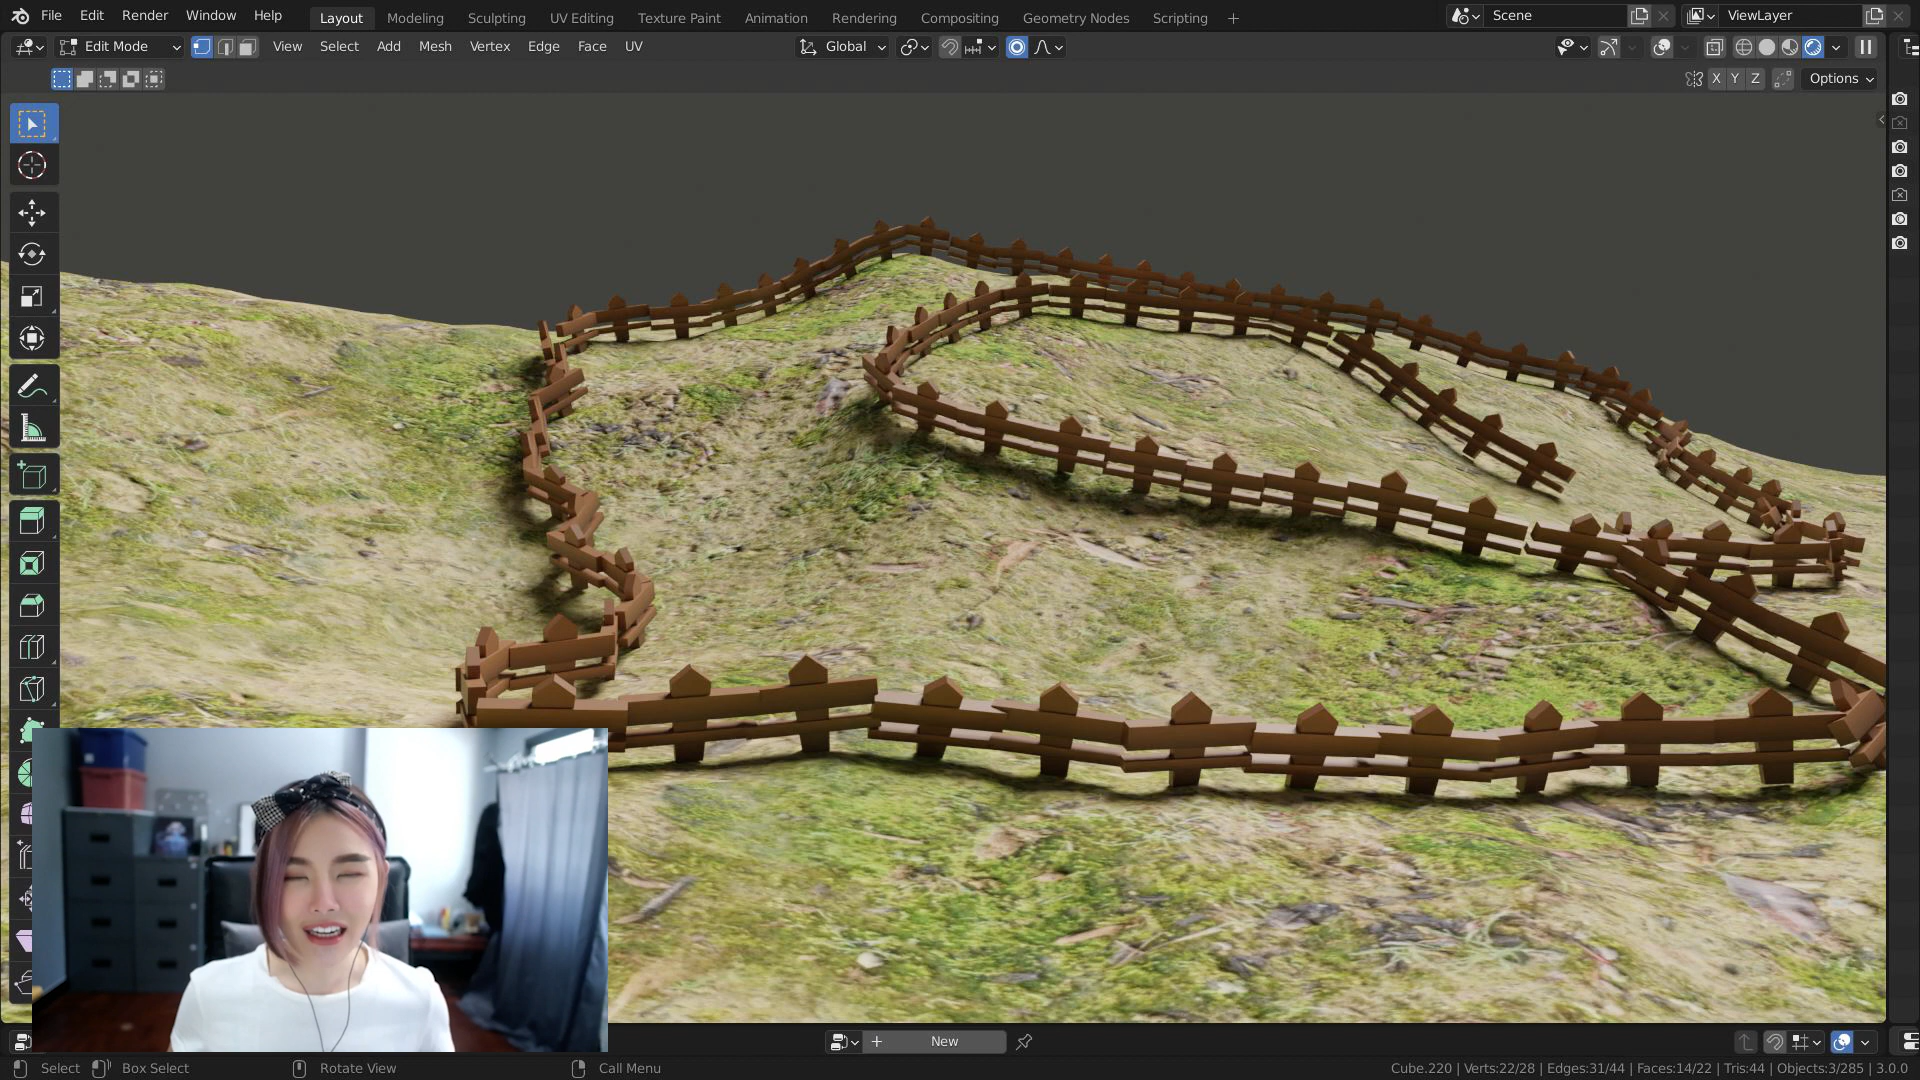 File Edit Render Window Help Layout Modeling Sculpting UV Editing Texture Paint Animation Rendering Compositing Geometry Nodes Scripting + Scene ViewLayer
Edit Mode View Select Add Mesh Vertex Edge Face UV Global
X Y Z Options
+ New
Select Box Select Rotate View Call Menu Cube.220 | Verts:22/28 | Edges:31/44 | Faces:14/22 | Tris:44 | Objects:3/285 | 3.0.0